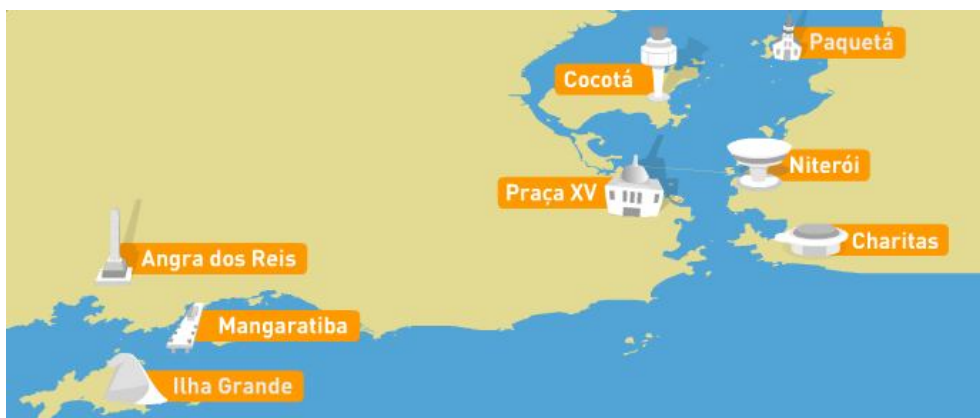 Paquetá
Cocotá
Niterói
Praça XV
Charitas
Angra dos Reis
Mangaratiba
Ilha Grande